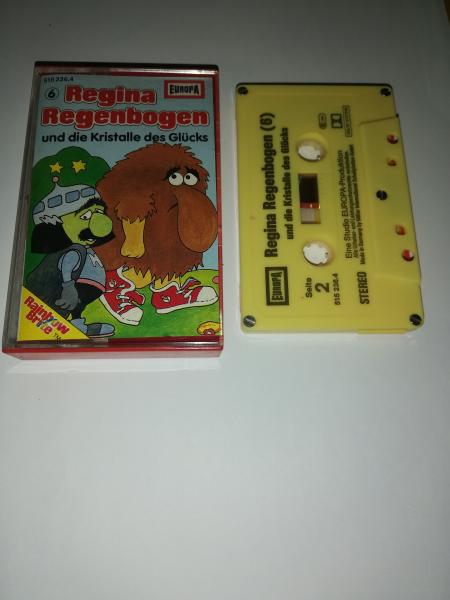 515 236.4
6
Regina
Regenbogen
EUROPA
und die Kristalle des Glücks
Rainbow
Brite
TM
Regina Regenbogen (6)
und die Kristalle des Glücks
Eine Studio EUROPA-Produktion
EUROPA
Seite
2
515 236.4
STEREO